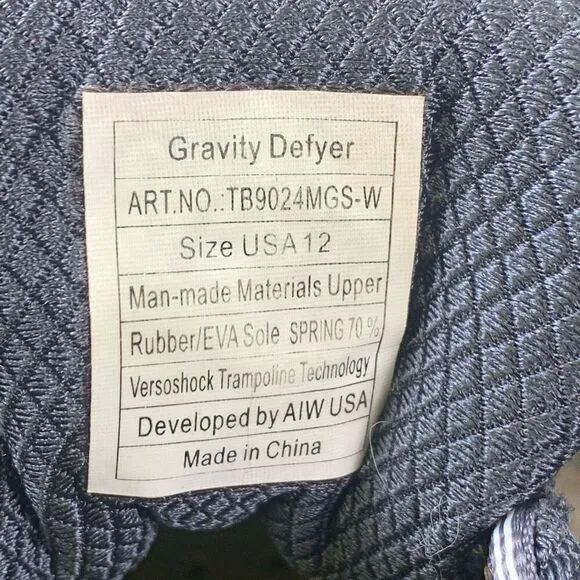 Gravity Defyer
ART.NO.:TB9024MGS-W
Size USA 12
Man-made Materials Upper
Rubber/EVA Sole SPRING 70 %
Versoshock Trampoline Technology
Developed by AIW USA
Made in China